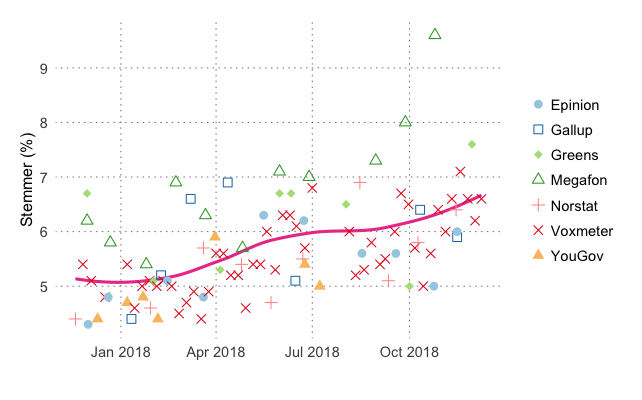 Stemmer (%)
9
8
7
6
5
Jan 2018
Apr 2018
Jul 2018
Oct 2018
Epinion
Gallup
Greens
Megafon
Norstat
Voxmeter
YouGov